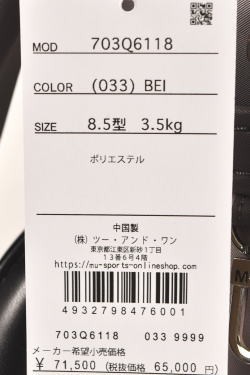 MOD 703Q6118
COLOR (033) BEI
SIZE 8.5型 3.5kg
ポリエステル
中国製
(株) ツー・アンド・ワン
東京都江東区新砂1丁目
13番6号4階
https://mu-sports-onlineshop.com
4932798476001
703Q6118 033 9999
メーカー希望小売価格
¥ 71,500 (税抜価格 65,000 円)
M